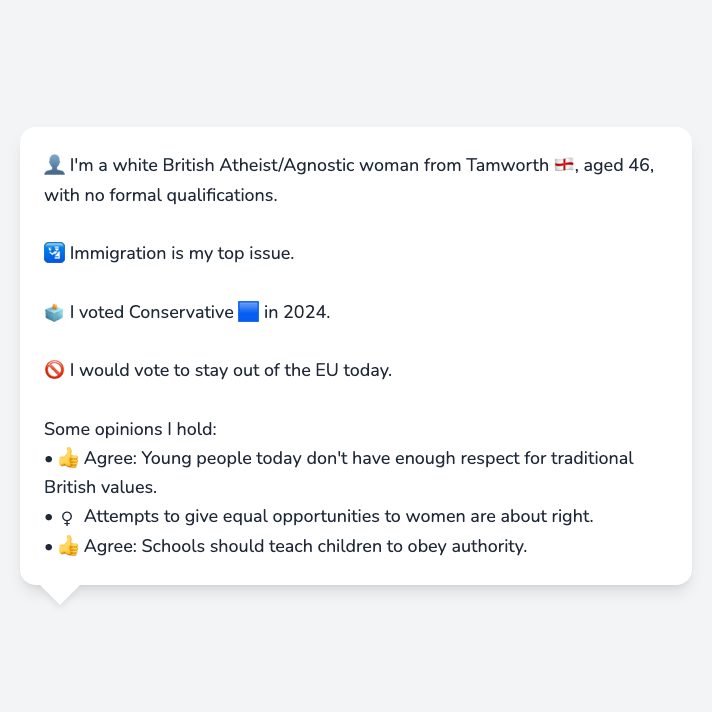 👤 I'm a white British Atheist/Agnostic woman from Tamworth 🏴󠁧󠁢󠁥󠁮󠁧󠁿, aged 46,
with no formal qualifications.
🛂 Immigration is my top issue.
🗳️ I voted Conservative 🟦 in 2024.
🚫 I would vote to stay out of the EU today.
Some opinions I hold:
• 👍 Agree: Young people today don't have enough respect for traditional
British values.
• ♀ Attempts to give equal opportunities to women are about right.
• 👍 Agree: Schools should teach children to obey authority.